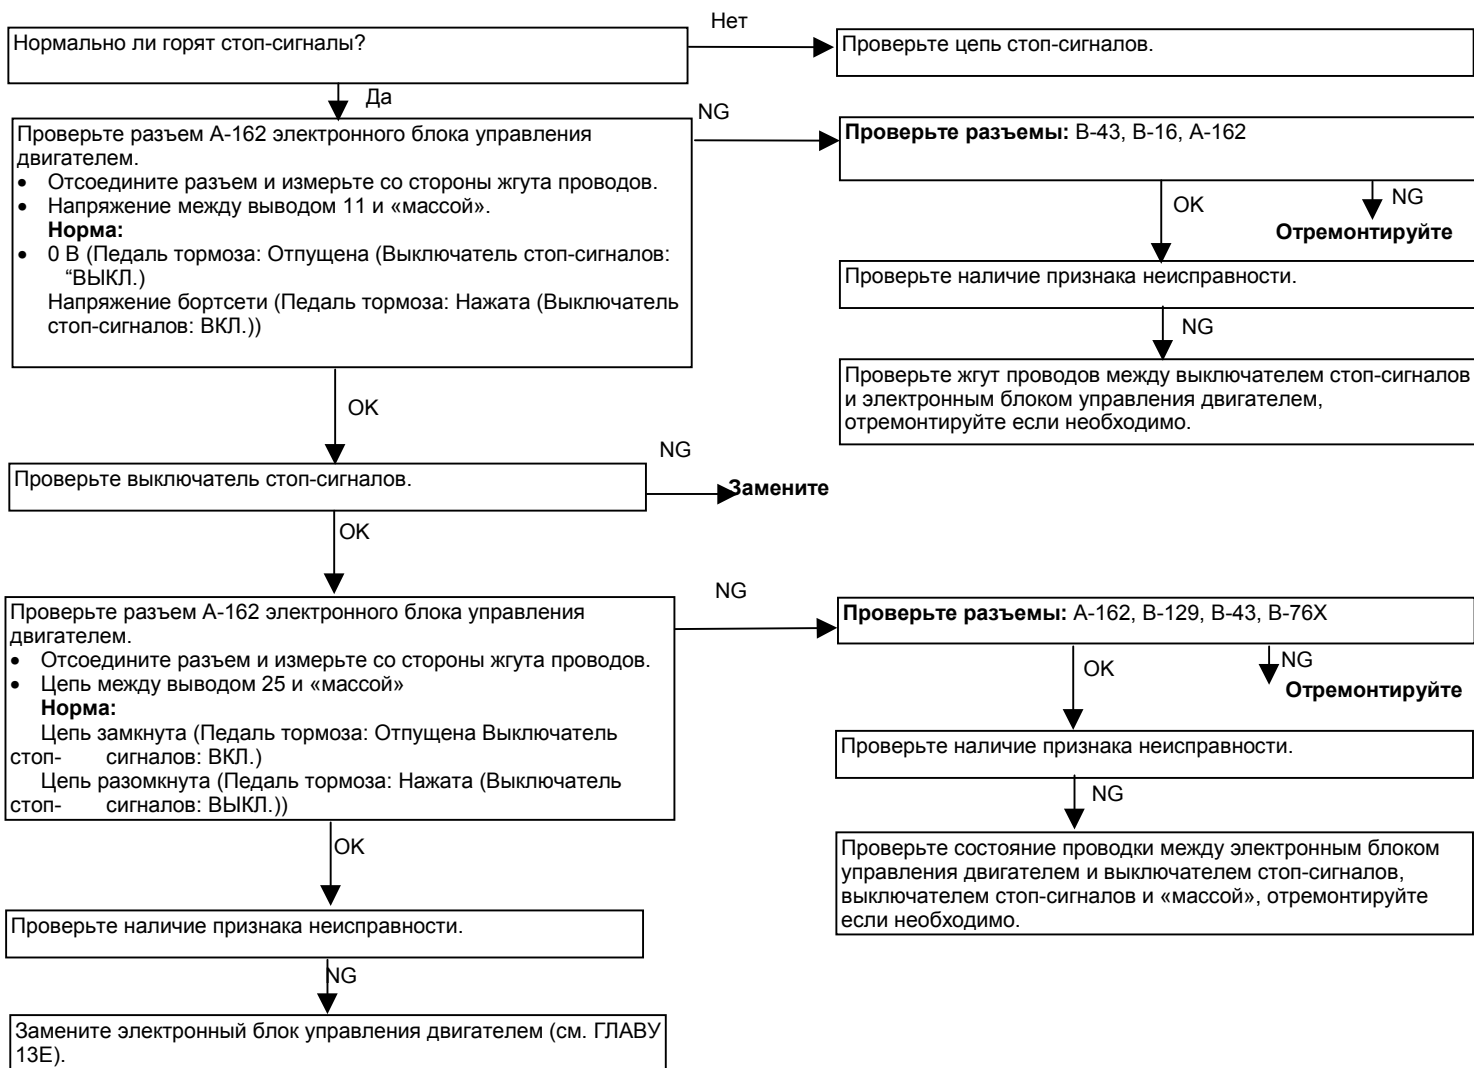 Нет
Нормально ли горят стоп-сигналы?
Проверьте цепь стоп-сигналов.
Да
NG
Проверьте разъем А-162 электронного блока управления
двигателем.
• Отсоедините разъем и измерьте со стороны жгута проводов.
• Напряжение между выводом 11 и «массой».
Норма:
• 0 В (Педаль тормоза: Отпущена (Выключатель стоп-сигналов:
“ВЫКЛ.)
Напряжение бортсети (Педаль тормоза: Нажата (Выключатель
стоп-сигналов: ВКЛ.))
Проверьте разъемы: В-43, В-16, А-162
OK
NG
Отремонтируйте
Проверьте наличие признака неисправности.
NG
Проверьте жгут проводов между выключателем стоп-сигналов
и электронным блоком управления двигателем,
отремонтируйте если необходимо.
OK
NG
Проверьте выключатель стоп-сигналов.
Замените
OK
NG
Проверьте разъем А-162 электронного блока управления
двигателем.
• Отсоедините разъем и измерьте со стороны жгута проводов.
• Цепь между выводом 25 и «массой»
Норма:
Цепь замкнута (Педаль тормоза: Отпущена Выключатель
стоп- сигналов: ВКЛ.)
Цепь разомкнута (Педаль тормоза: Нажата (Выключатель
стоп- сигналов: ВЫКЛ.))
Проверьте разъемы: А-162, В-129, В-43, В-76Х
OK
NG
Отремонтируйте
Проверьте наличие признака неисправности.
NG
Проверьте состояние проводки между электронным блоком
управления двигателем и выключателем стоп-сигналов,
выключателем стоп-сигналов и «массой», отремонтируйте
если необходимо.
OK
Проверьте наличие признака неисправности.
NG
Замените электронный блок управления двигателем (см. ГЛАВУ
13Е).